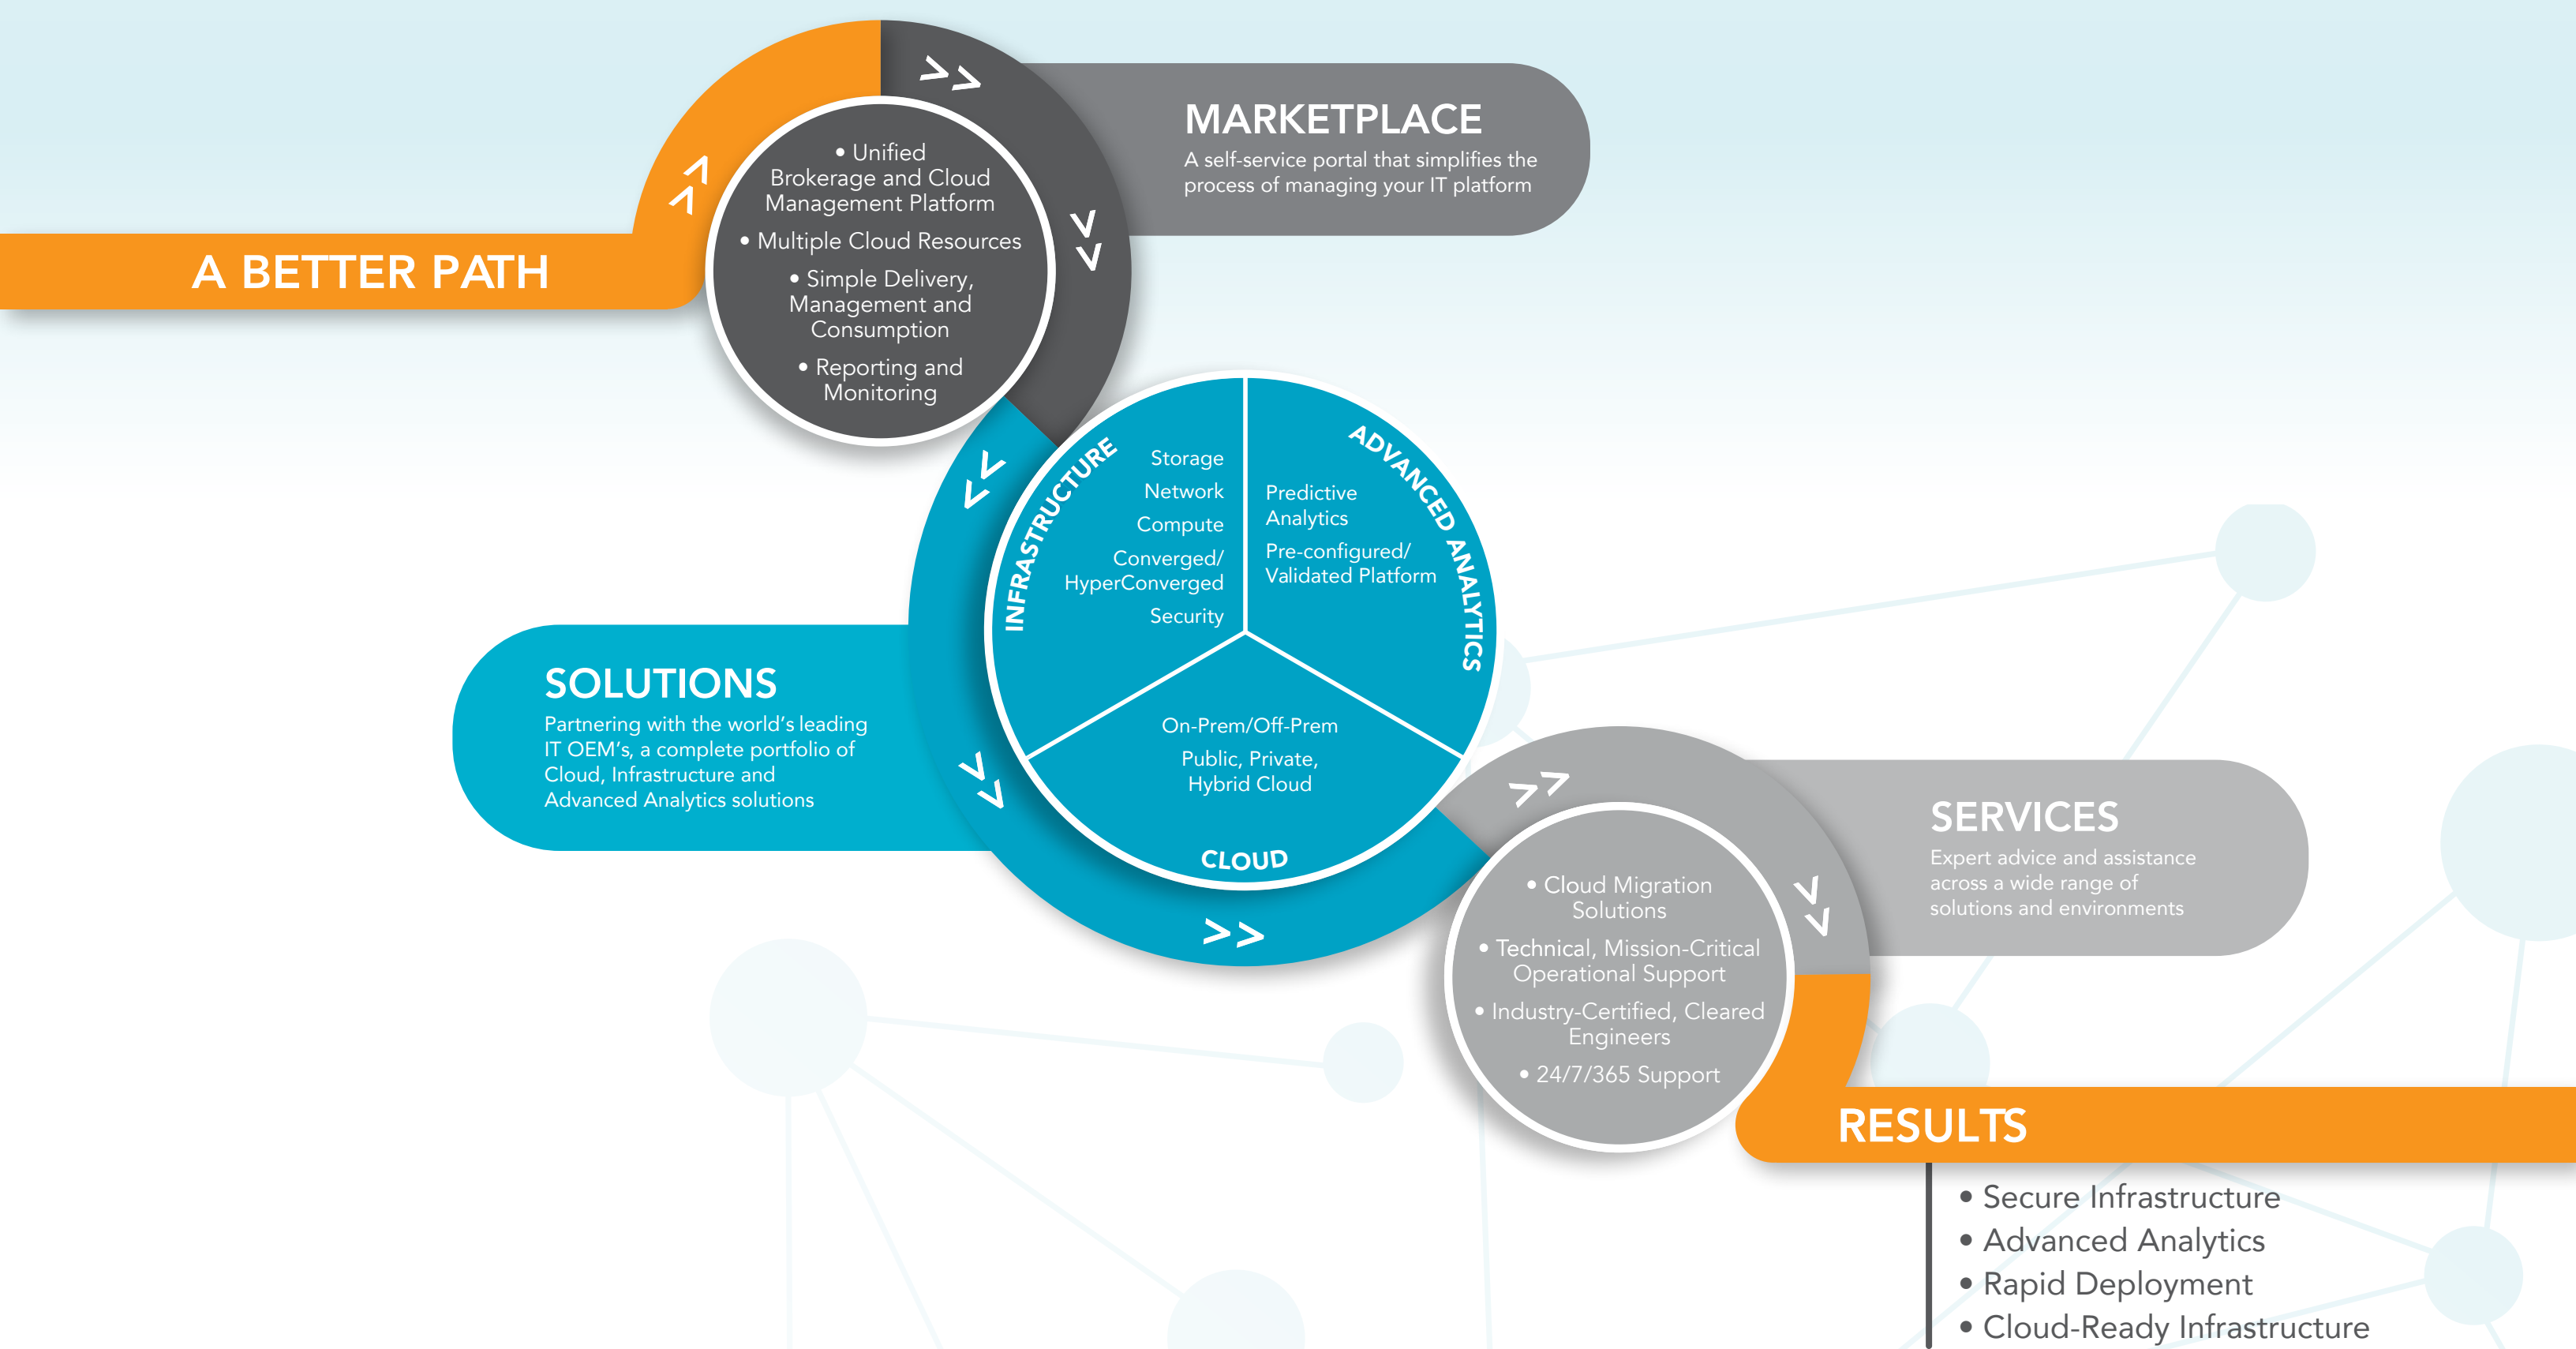 A BETTER PATH
• Unified
Brokerage and Cloud
Management Platform
• Multiple Cloud Resources
• Simple Delivery,
Management and
Consumption
• Reporting and
Monitoring
MARKETPLACE
A self-service portal that simplifies the
process of managing your IT platform
SOLUTIONS
Partnering with the world's leading
IT OEM's, a complete portfolio of
Cloud, Infrastructure and
Advanced Analytics solutions
INFRASTRUCTURE
Storage
Network
Compute
Converged/
HyperConverged
Security
ADVANCED ANALYTICS
Predictive
Analytics
Pre-configured/
Validated Platform
On-Prem/Off-Prem
Public, Private,
Hybrid Cloud
CLOUD
SERVICES
Expert advice and assistance
across a wide range of
solutions and environments
• Cloud Migration
Solutions
• Technical, Mission-Critical
Operational Support
• Industry-Certified, Cleared
Engineers
• 24/7/365 Support
RESULTS
• Secure Infrastructure
• Advanced Analytics
• Rapid Deployment
• Cloud-Ready Infrastructure